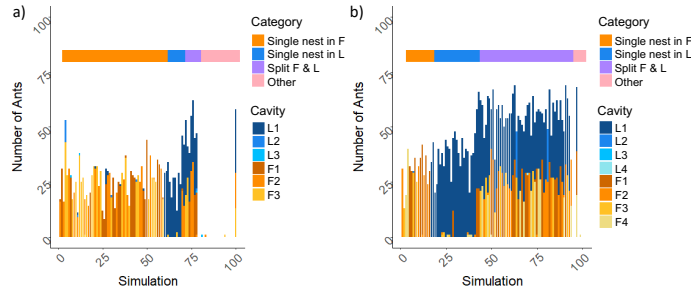 a)
Number of Ants
100
75
50
25
0
0
25
50
75
100
Simulation
Category
Single nest in F
Single nest in L
Split F & L
Other
Cavity
L1
L2
L3
F1
F2
F3
b)
Number of Ants
100
75
50
25
0
0
25
50
75
100
Simulation
Category
Single nest in F
Single nest in L
Split F & L
Other
Cavity
L1
L2
L3
L4
F1
F2
F3
F4